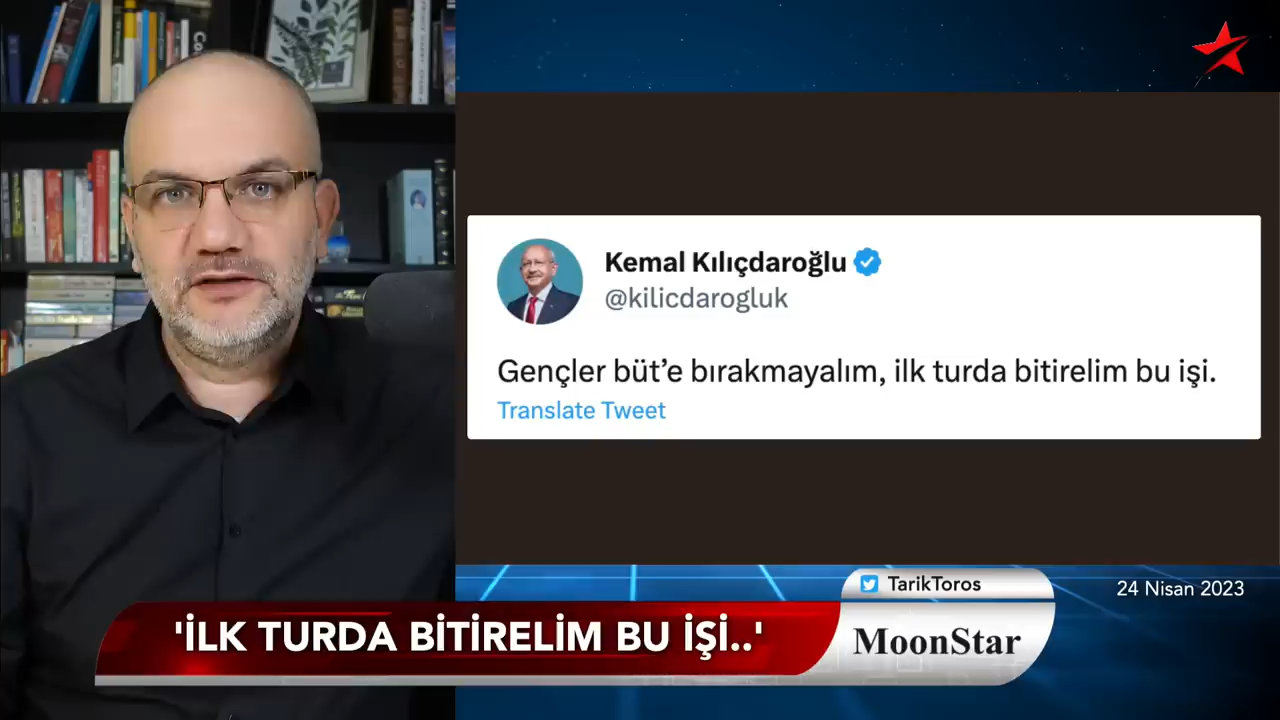 Kemal Kılıçdaroğlu
@kilicdarogluk
Gençler büt’e bırakmayalım, ilk turda bitirelim bu işi.
Translate Tweet
TarikToros
24 Nisan 2023
'İLK TURDA BİTİRELİM BU İŞİ..'
MoonStar